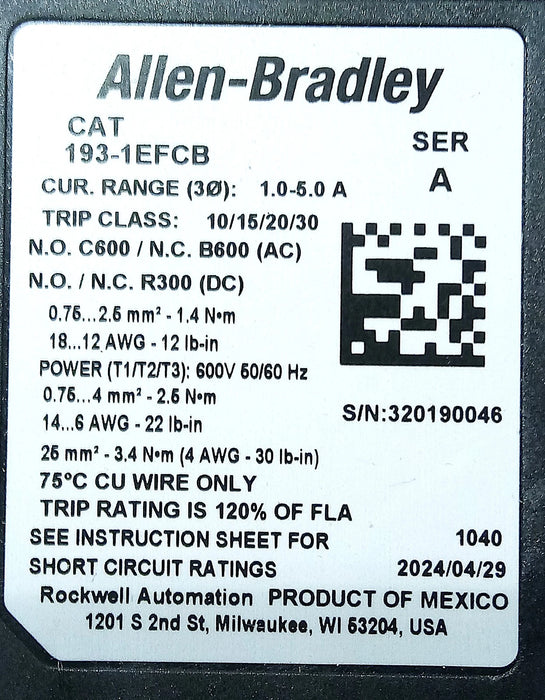 Allen-Bradley
CAT
193-1EFCB
SER
A
CUR. RANGE (3Ø): 1.0-5.0 A
TRIP CLASS: 10/15/20/30
N.O. C600 / N.C. B600 (AC)
N.O. / N.C. R300 (DC)
0.75...2.5 mm² - 1.4 N•m
18...12 AWG - 12 lb-in
POWER (T1/T2/T3): 600V 50/60 Hz
0.75...4 mm² - 2.5 N•m
14...6 AWG - 22 lb-in
S/N:320190046
25 mm² - 3.4 N•m (4 AWG - 30 lb-in)
75°C CU WIRE ONLY
TRIP RATING IS 120% OF FLA
SEE INSTRUCTION SHEET FOR 1040
SHORT CIRCUIT RATINGS 2024/04/29
Rockwell Automation PRODUCT OF MEXICO
1201 S 2nd St, Milwaukee, WI 53204, USA